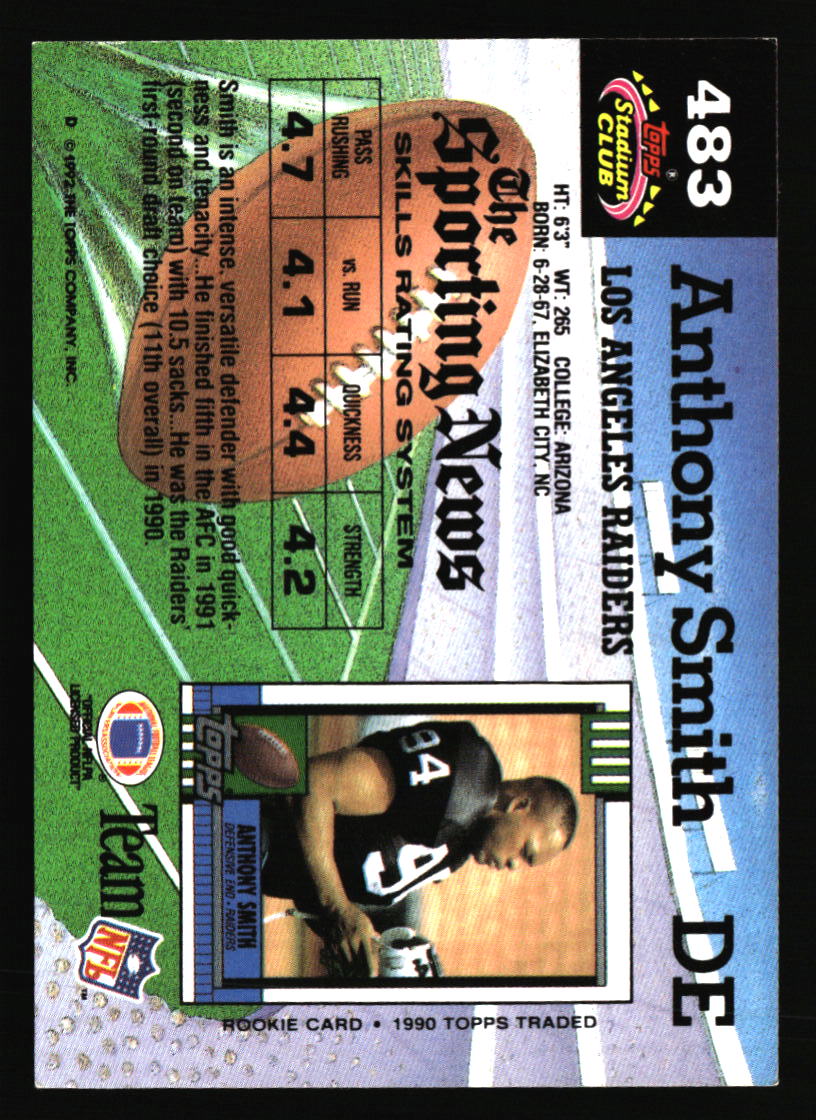 483
topps®
Stadium
CLUB
Anthony Smith DE
LOS ANGELES RAIDERS
HT: 6'3" WT: 265 COLLEGE: ARIZONA
BORN: 6-28-67, ELIZABETH CITY, NC
The
Sporting News
SKILLS RATING SYSTEM
PASS RUSHING
vs. RUN
QUICKNESS
STRENGTH
4.7
4.1
4.4
4.2
Smith is an intense, versatile defender with good quick-
ness and tenacity...He finished fifth in the AFC in 1991
(second on team) with 10.5 sacks...He was the Raiders'
first-round draft choice (11th overall) in 1990.
D © 1992 THE TOPPS COMPANY, INC.
94
9
topps
ANTHONY SMITH
DEFENSIVE END • RAIDERS
ROOKIE CARD • 1990 TOPPS TRADED
LICENSED PRODUCT
Team
NFL
™